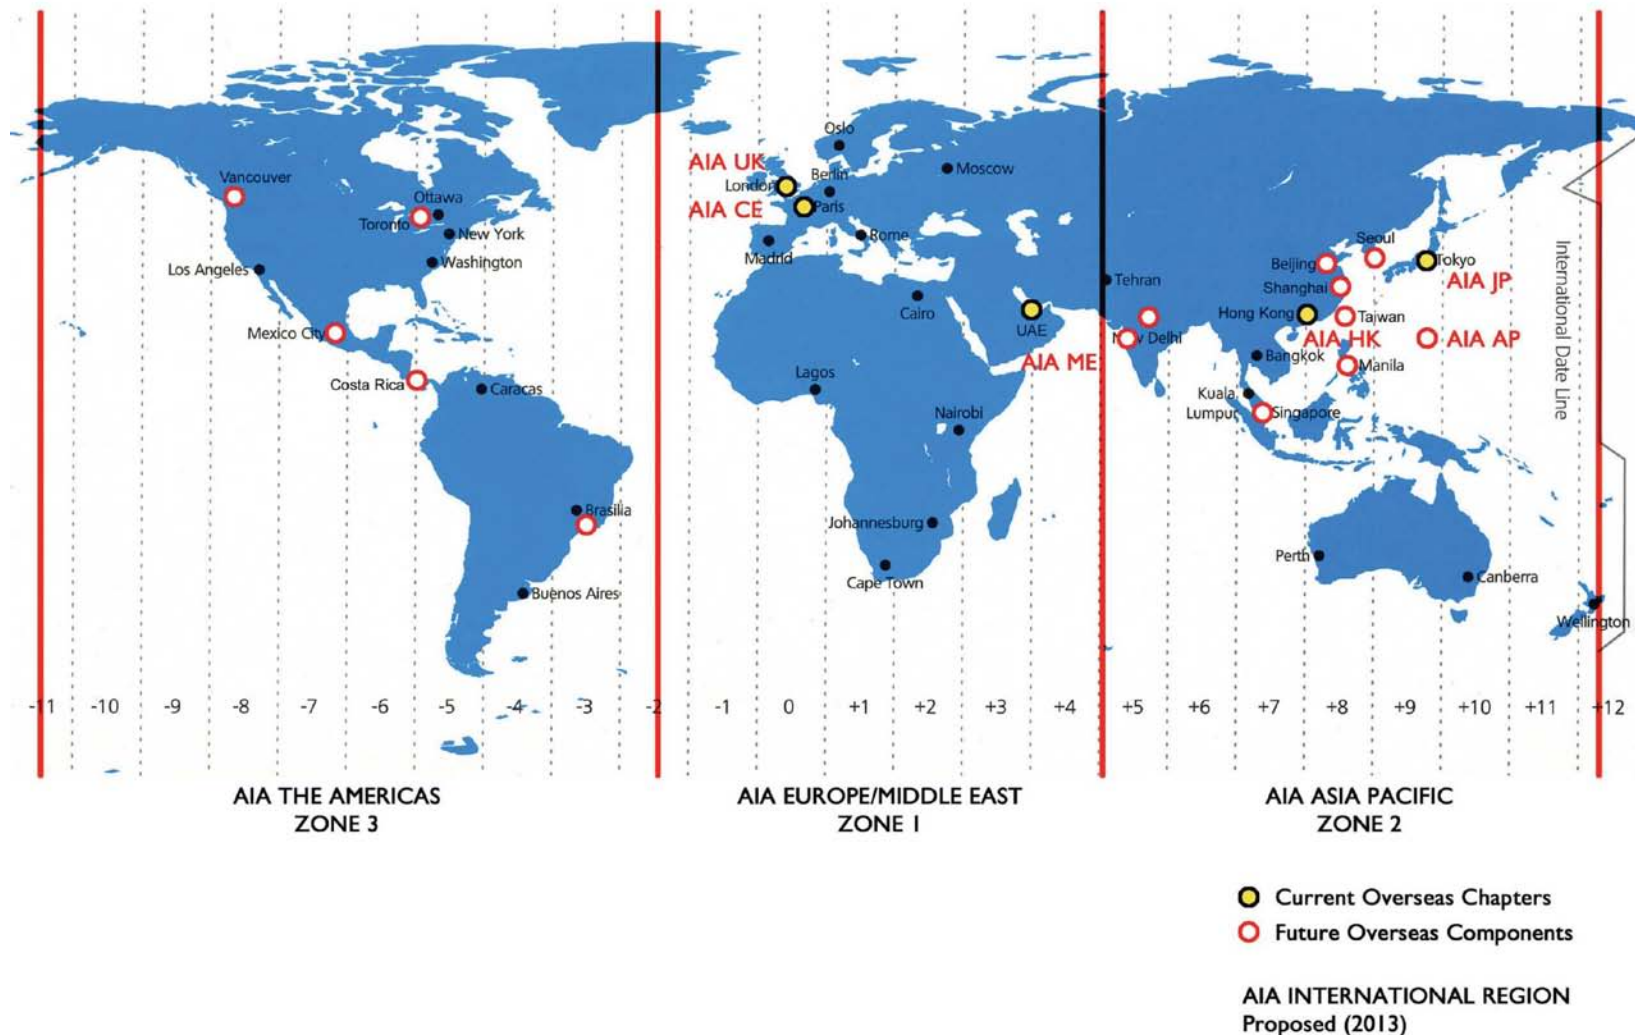 Oslo
AIA UK
Vancouver
Moscow
Berlin
London
Ottawa
AIA CE
Paris
Toronto
New York
Rome
Seoul
Madrid
Washington
Beijing
Tokyo
Los Angeles
International Date Line
Tehran
AIA JP
Shanghai
Cairo
UAE
Hong Kong
Taiwan
Mexico City
AIA HK
AIA AP
New Delhi
AIA ME
Bangkok
Manila
Costa Rica
Caracas
Lagos
Kuala
Lumpur
Singapore
Nairobi
Brasilia
Johannesburg
Perth
Cape Town
Canberra
Buenos Aires
Wellington
-11 -10 -9 -8 -7 -6 -5 -4 -3 -2 -1 0 +1 +2 +3 +4 +5 +6 +7 +8 +9 +10 +11 +12
AIA THE AMERICAS
ZONE 3
AIA EUROPE/MIDDLE EAST
ZONE 1
AIA ASIA PACIFIC
ZONE 2
Current Overseas Chapters
Future Overseas Components
AIA INTERNATIONAL REGION
Proposed (2013)